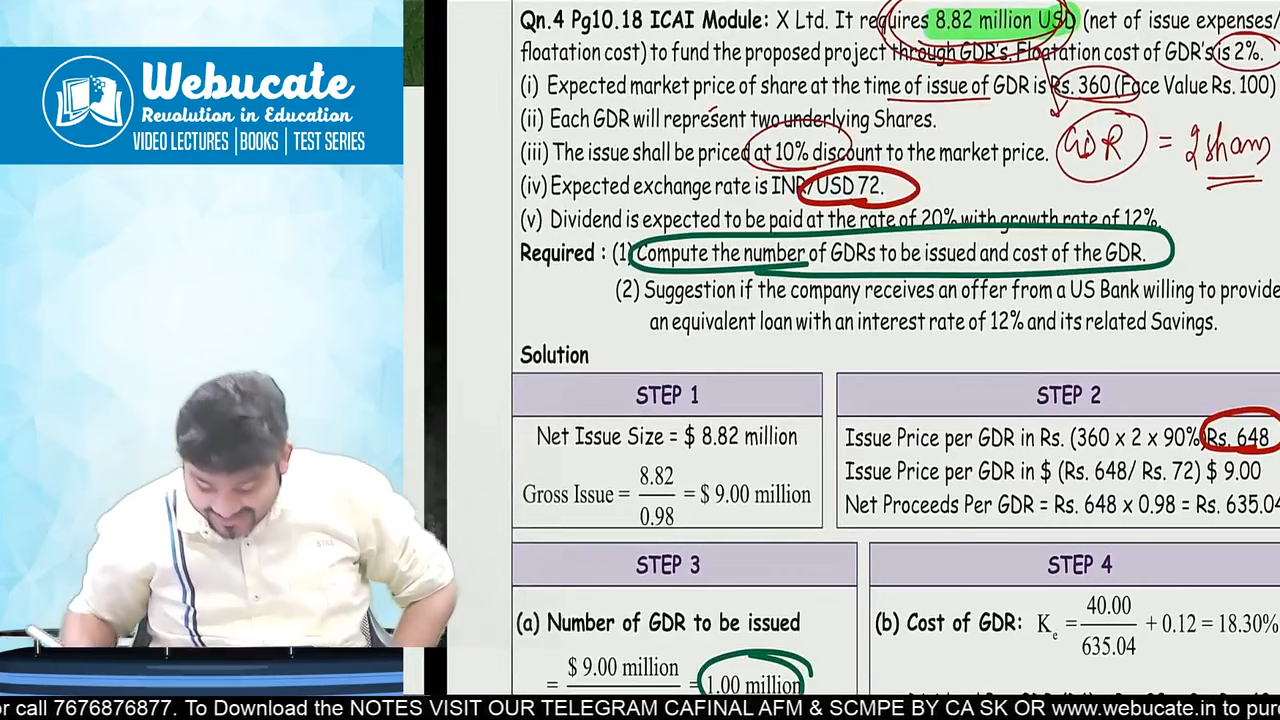 Webucate
Revolution in Education
VIDEO LECTURES | BOOKS | TEST SERIES
Qn.4 Pg10.18 ICAI Module: X Ltd. It requires 8.82 million USD (net of issue expenses/
floatation cost) to fund the proposed project through GDR's. Floatation cost of GDR's is 2%.
(i) Expected market price of share at the time of issue of GDR is Rs. 360 (Face Value Rs. 100)
(ii) Each GDR will represent two underlying Shares.
(iii) The issue shall be priced at 10% discount to the market price.
GDR = 2 shares
(iv) Expected exchange rate is INR/USD 72.
(v) Dividend is expected to be paid at the rate of 20% with growth rate of 12%.
Required : (1) Compute the number of GDRs to be issued and cost of the GDR.
(2) Suggestion if the company receives an offer from a US Bank willing to provide
an equivalent loan with an interest rate of 12% and its related Savings.
Solution
STEP 1
Net Issue Size = $ 8.82 million
Gross Issue = 8.82 / 0.98 = $ 9.00 million
STEP 2
Issue Price per GDR in Rs. (360 x 2 x 90%) Rs. 648
Issue Price per GDR in $ (Rs. 648/ Rs. 72) $ 9.00
Net Proceeds Per GDR = Rs. 648 x 0.98 = Rs. 635.04
STEP 3
(a) Number of GDR to be issued
= $ 9.00 million = 1.00 million
STEP 4
(b) Cost of GDR: Ke = 40.00 / 635.04 + 0.12 = 18.30%
or call 7676876877. To Download the NOTES VISIT OUR TELEGRAM CAFINAL AFM & SCMPE BY CA SK OR www.webucate.in to pur